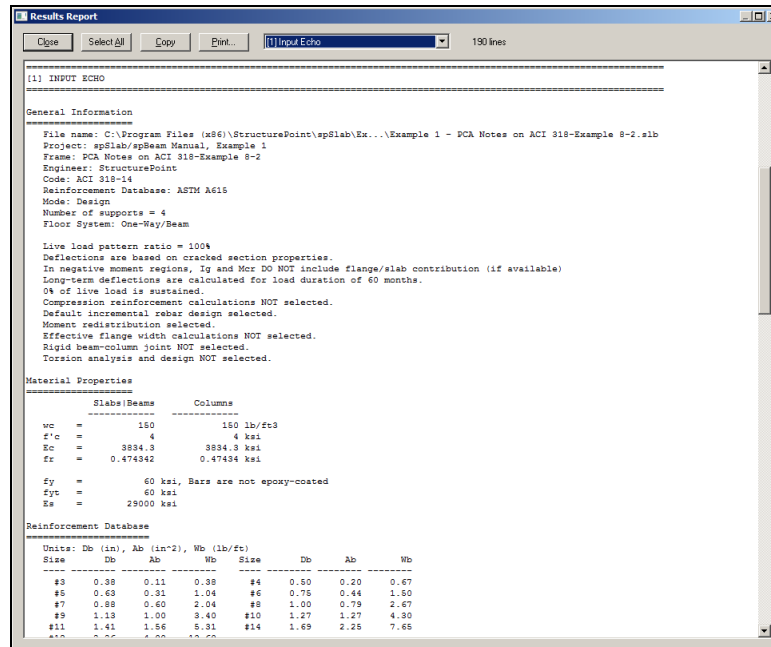 Results Report
Close Select All Copy Print... [1] Input Echo 190 lines
[1] INPUT ECHO
General Information
File name: C:\Program Files (x86)\StructurePoint\spSlab\Ex...\Example 1 - PCA Notes on ACI 318-Example 8-2.slb
Project: spSlab/spBeam Manual, Example 1
Frame: PCA Notes on ACI 318-Example 8-2
Engineer: StructurePoint
Code: ACI 318-14
Reinforcement Database: ASTM A615
Mode: Design
Number of supports = 4
Floor System: One-Way/Beam
Live load pattern ratio = 100%
Deflections are based on cracked section properties.
In negative moment regions, Ig and Mcr DO NOT include flange/slab contribution (if available)
Long-term deflections are calculated for load duration of 60 months.
0% of live load is sustained.
Compression reinforcement calculations NOT selected.
Default incremental rebar design selected.
Moment redistribution selected.
Effective flange width calculations NOT selected.
Rigid beam-column joint NOT selected.
Torsion analysis and design NOT selected.
Material Properties
Slabs|Beams Columns
wc = 150 150 lb/ft3
f'c = 4 4 ksi
Ec = 3834.3 3834.3 ksi
fr = 0.474342 0.47434 ksi
fy = 60 ksi, Bars are not epoxy-coated
fyt = 60 ksi
Es = 29000 ksi
Reinforcement Database
Units: Db (in), Ab (in^2), Wb (lb/ft)
Size Db Ab Wb Size Db Ab Wb
#3 0.38 0.11 0.38 #4 0.50 0.20 0.67
#5 0.63 0.31 1.04 #6 0.75 0.44 1.50
#7 0.88 0.60 2.04 #8 1.00 0.79 2.67
#9 1.13 1.00 3.40 #10 1.27 1.27 4.30
#11 1.41 1.56 5.31 #14 1.69 2.25 7.65